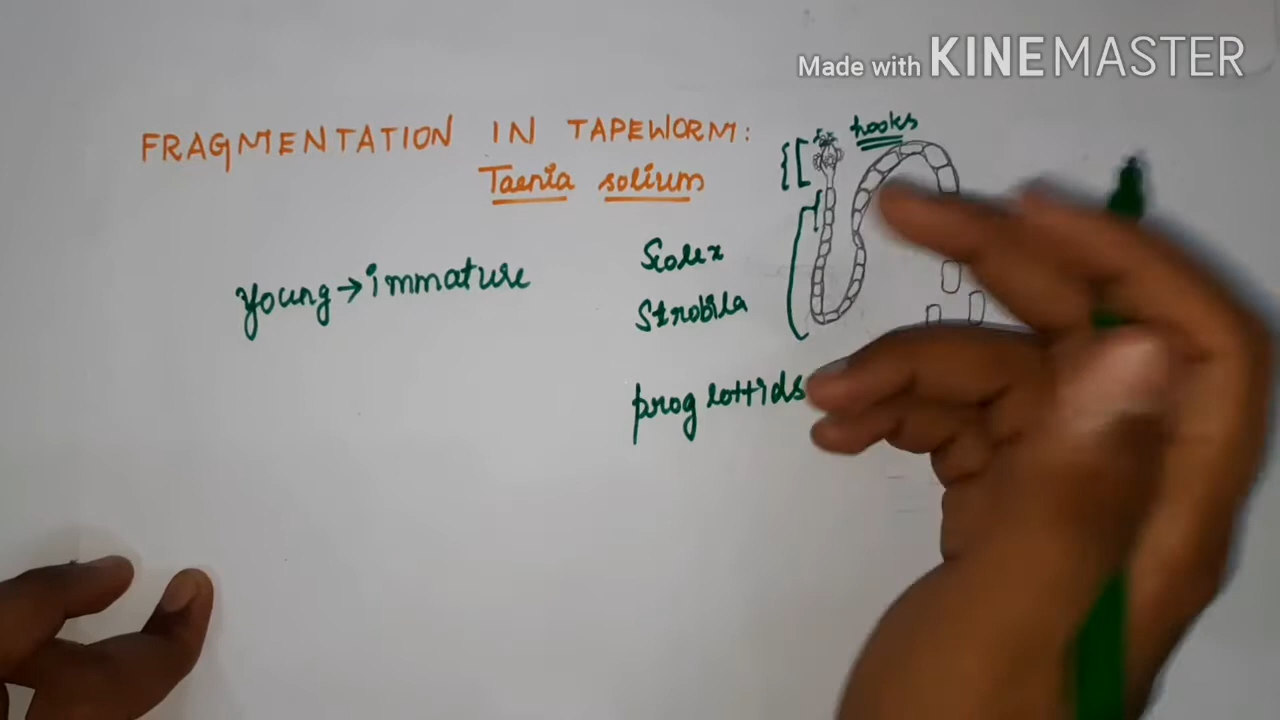 Made with KINEMASTER
FRAGMENTATION IN TAPEWORM:
Taenia solium
hooks
young → immature
Scolex
Strobila
proglottids